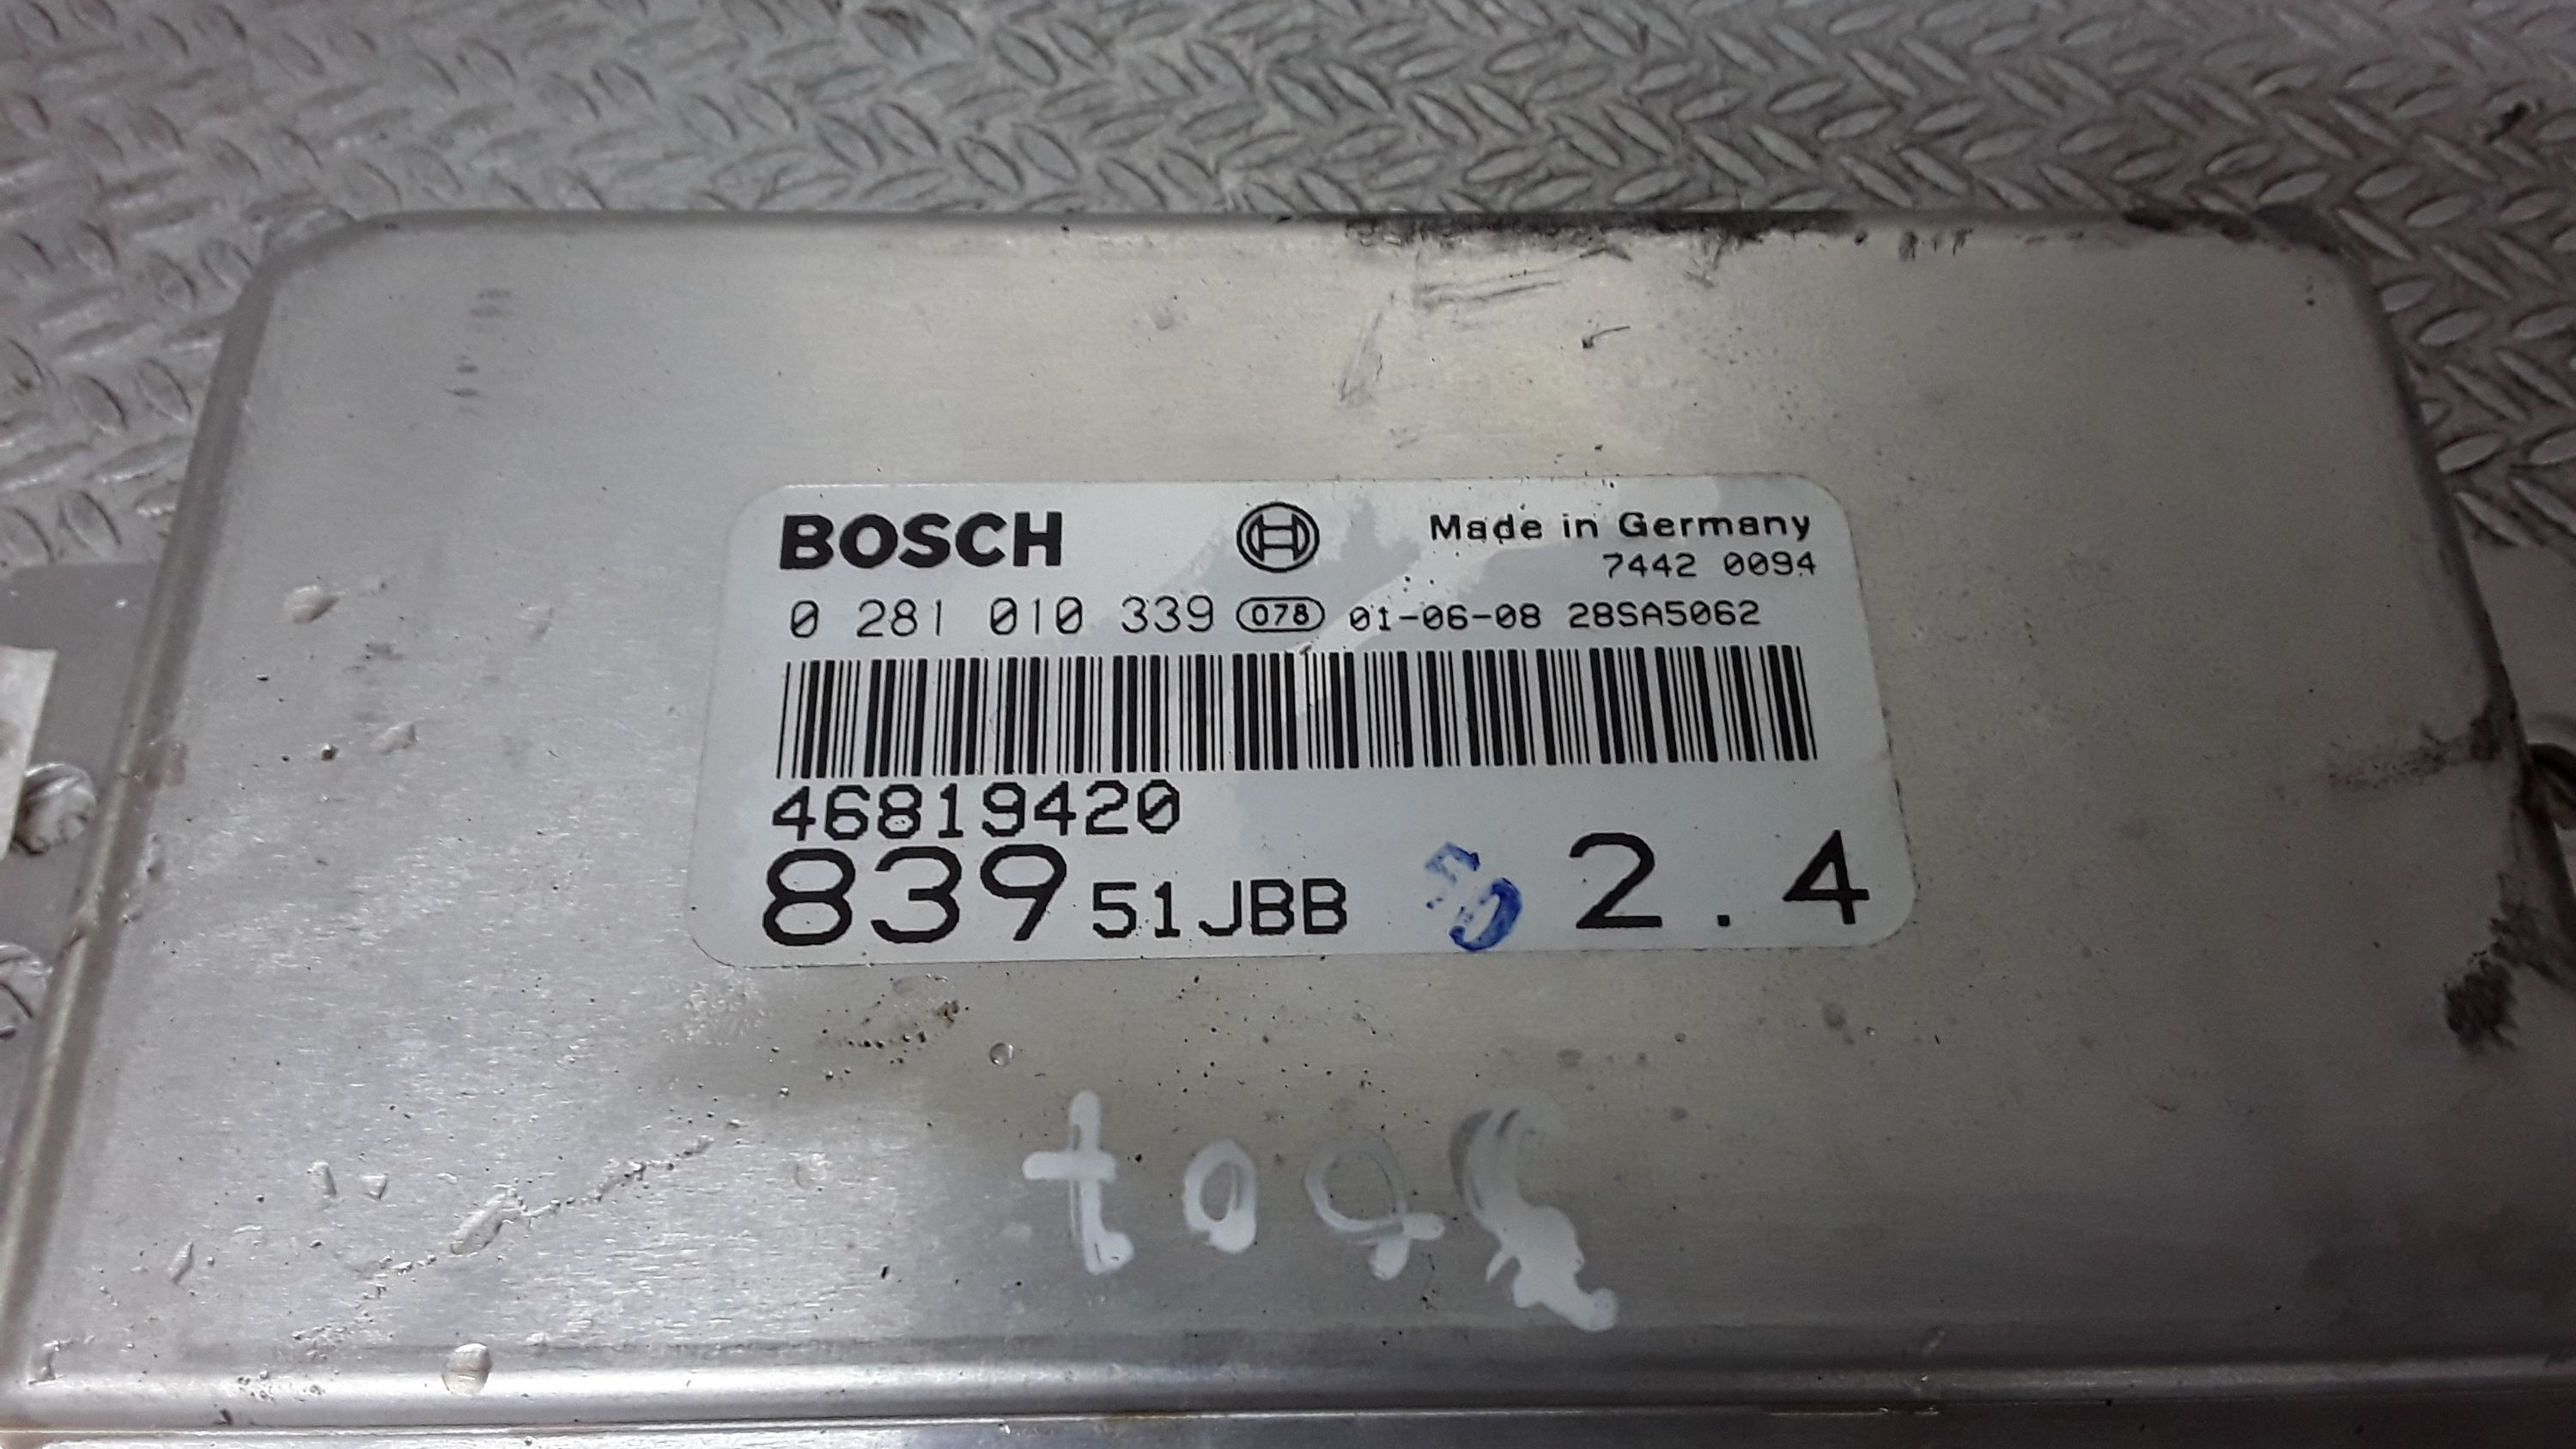 BOSCH Made in Germany
7442 0094
0 281 010 339 078 01-06-08 28SA5062
46819420
839 51JBB 2.4